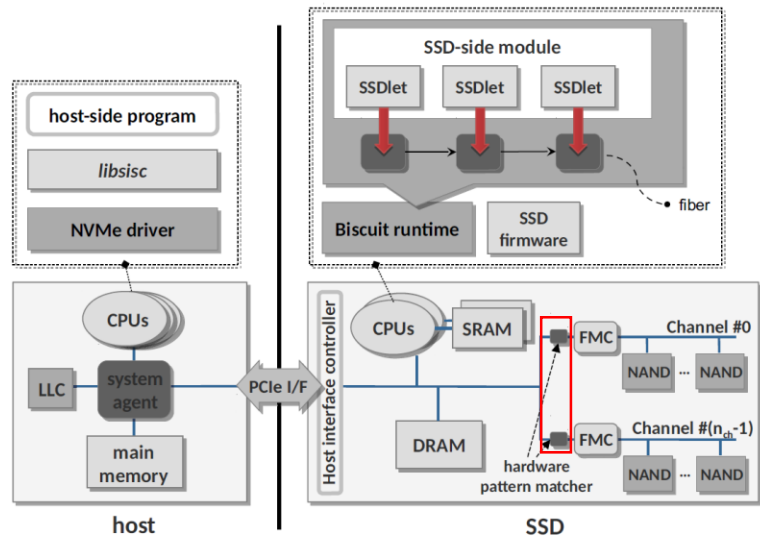 SSD-side module
SSDlet
SSDlet
SSDlet
host-side program
libsisc
NVMe driver
fiber
Biscuit runtime
SSD
firmware
CPUs
LLC
system
agent
main
memory
PCIe I/F
Host interface controller
CPUs
SRAM
DRAM
FMC
Channel #0
NAND
...
NAND
FMC
Channel #(nch-1)
NAND
...
NAND
hardware
pattern matcher
host
SSD